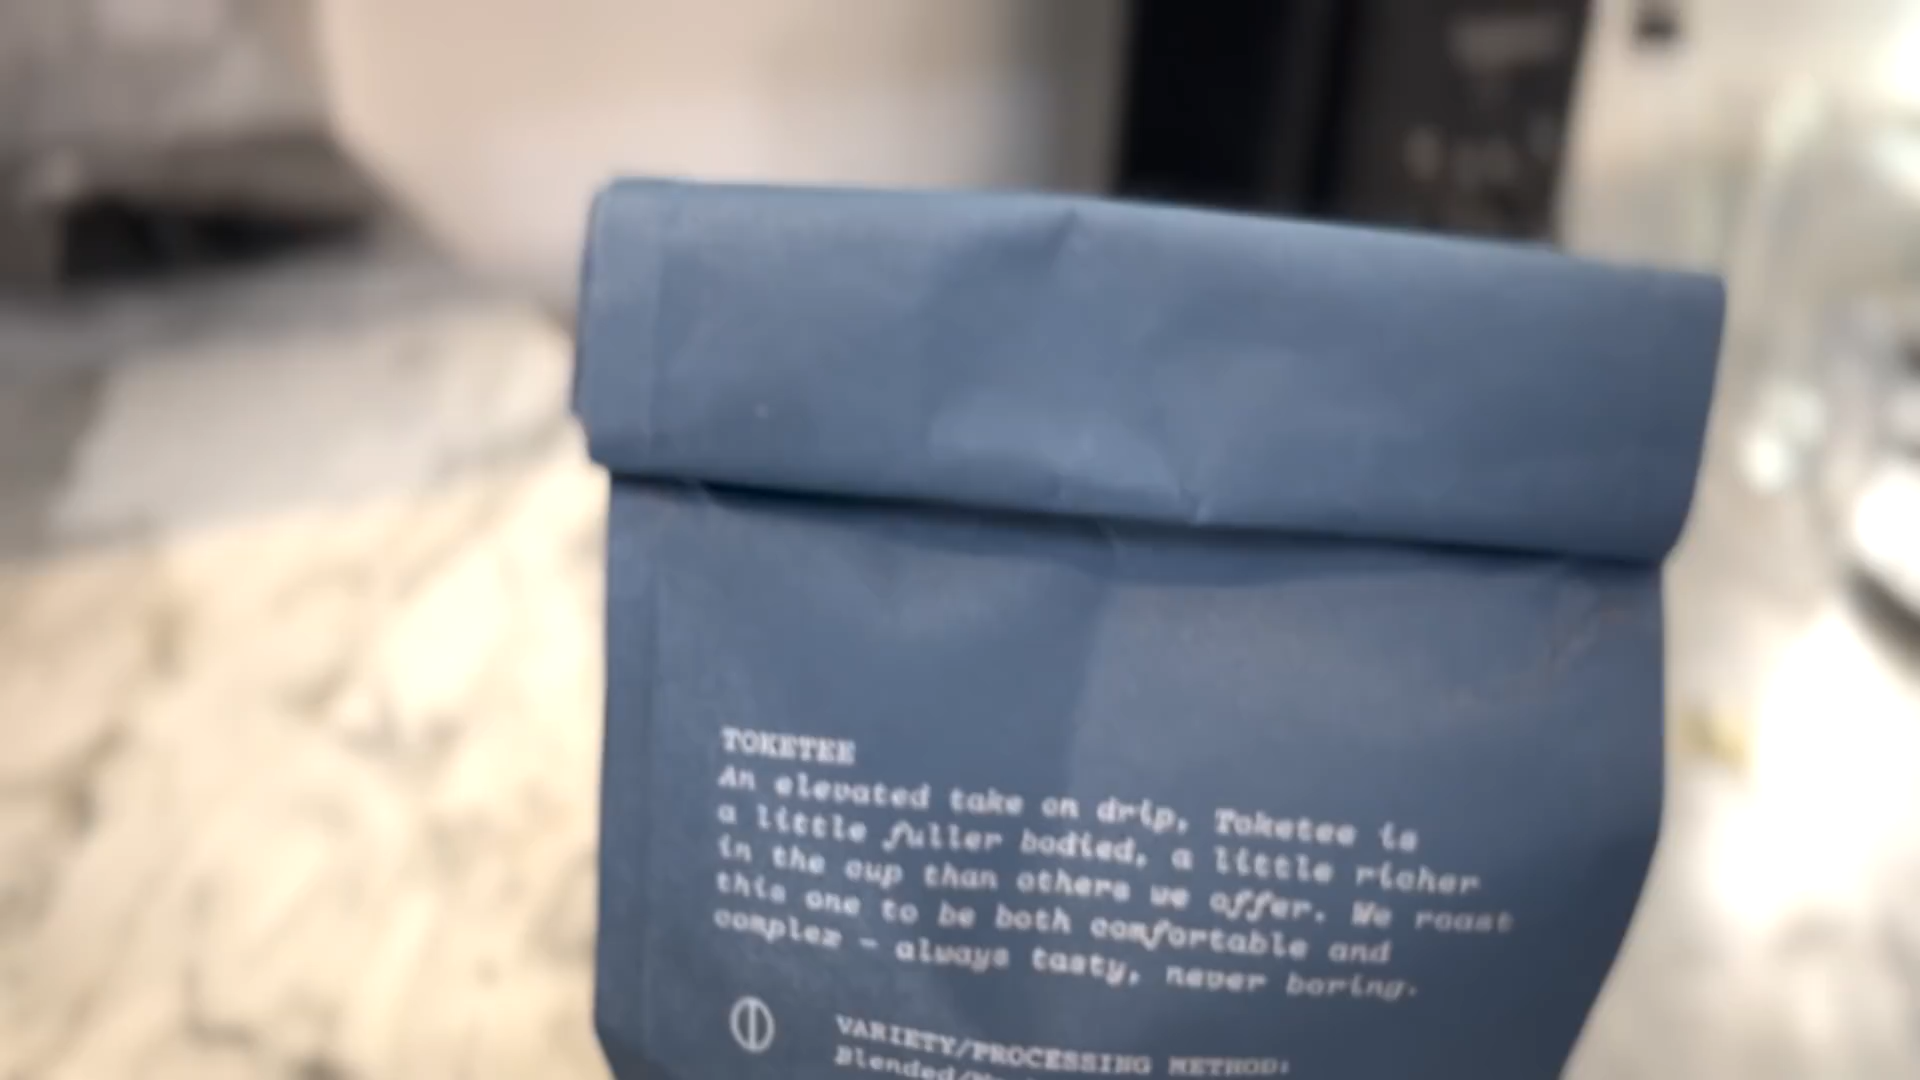 TOKETEE
An elevated take on drip, Toketee is
a little fuller bodied, a little richer
in the cup than others we offer. We roast
this one to be both comfortable and
complex – always tasty, never boring.
VARIETY/PROCESSING METHOD:
Blended/